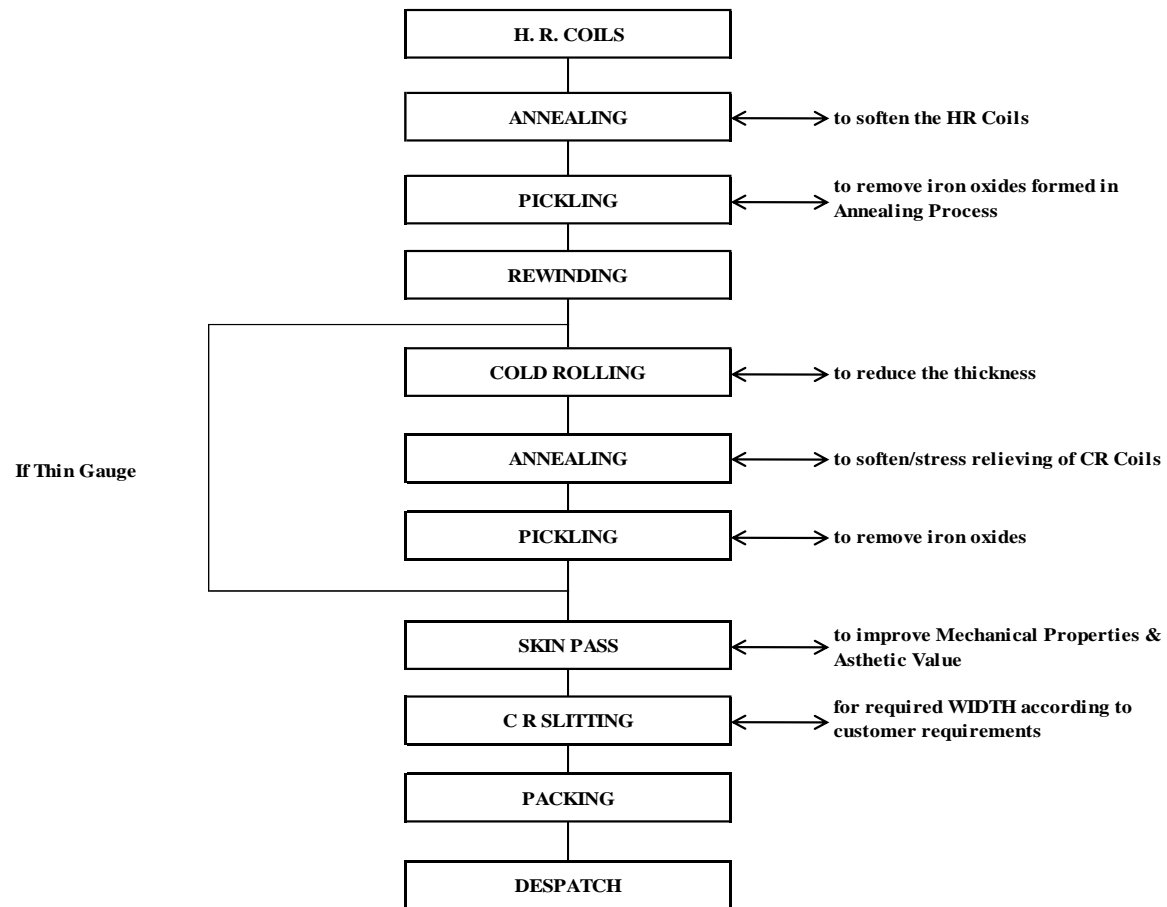 H. R. COILS
ANNEALING
to soften the HR Coils
PICKLING
to remove iron oxides formed in
Annealing Process
REWINDING
COLD ROLLING
to reduce the thickness
If Thin Gauge
ANNEALING
to soften/stress relieving of CR Coils
PICKLING
to remove iron oxides
SKIN PASS
to improve Mechanical Properties &
Asthetic Value
C R SLITTING
for required WIDTH according to
customer requirements
PACKING
DESPATCH